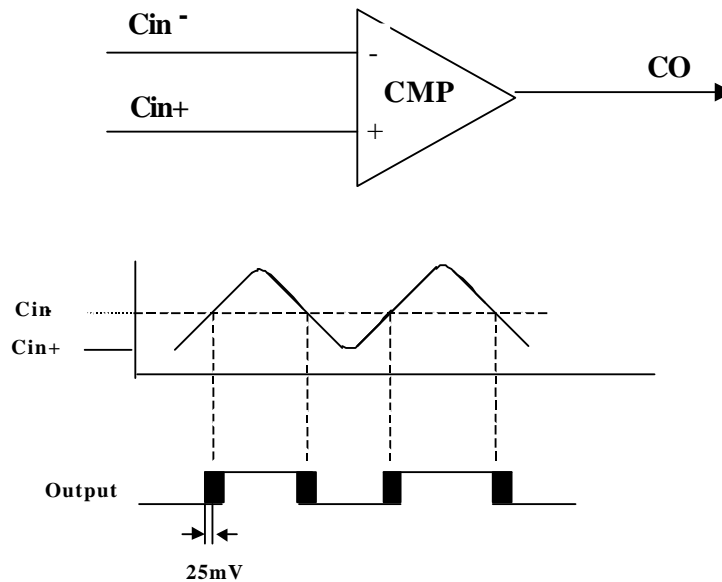 Cin -
CO
-
CMP
Cin+
+
Cin-
Cin+
Output
25mV